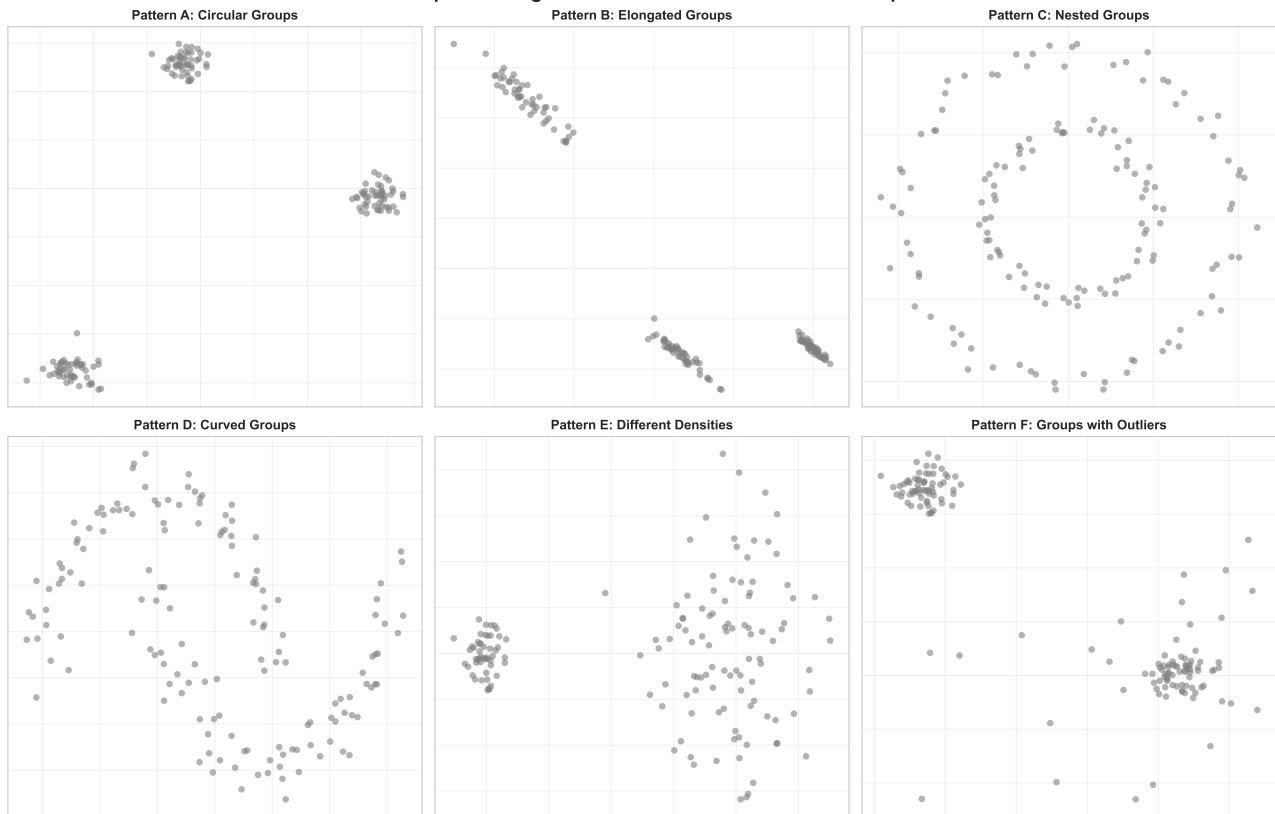 Pattern A: Circular Groups
Pattern B: Elongated Groups
Pattern C: Nested Groups
Pattern D: Curved Groups
Pattern E: Different Densities
Pattern F: Groups with Outliers